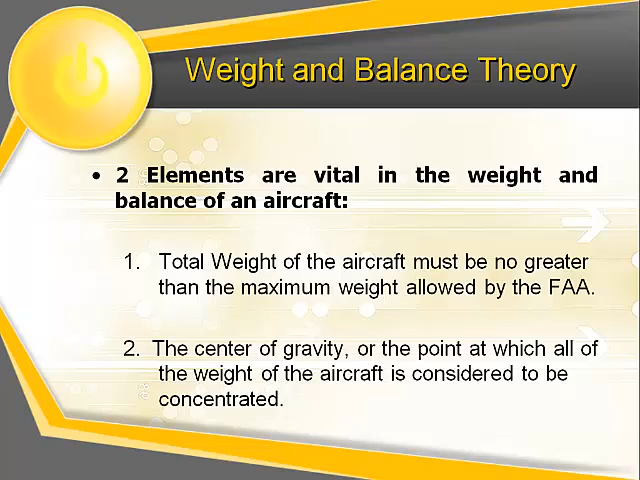 Weight and Balance Theory
• 2 Elements are vital in the weight and
balance of an aircraft:
1. Total Weight of the aircraft must be no greater
than the maximum weight allowed by the FAA.
2. The center of gravity, or the point at which all of
the weight of the aircraft is considered to be
concentrated.